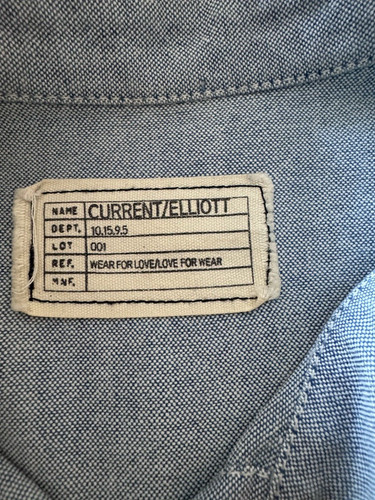 NAME CURRENT/ELLIOTT
DEPT. 10.15.9.5
LOT 001
REF. WEAR FOR LOVE/LOVE FOR WEAR
MNF.